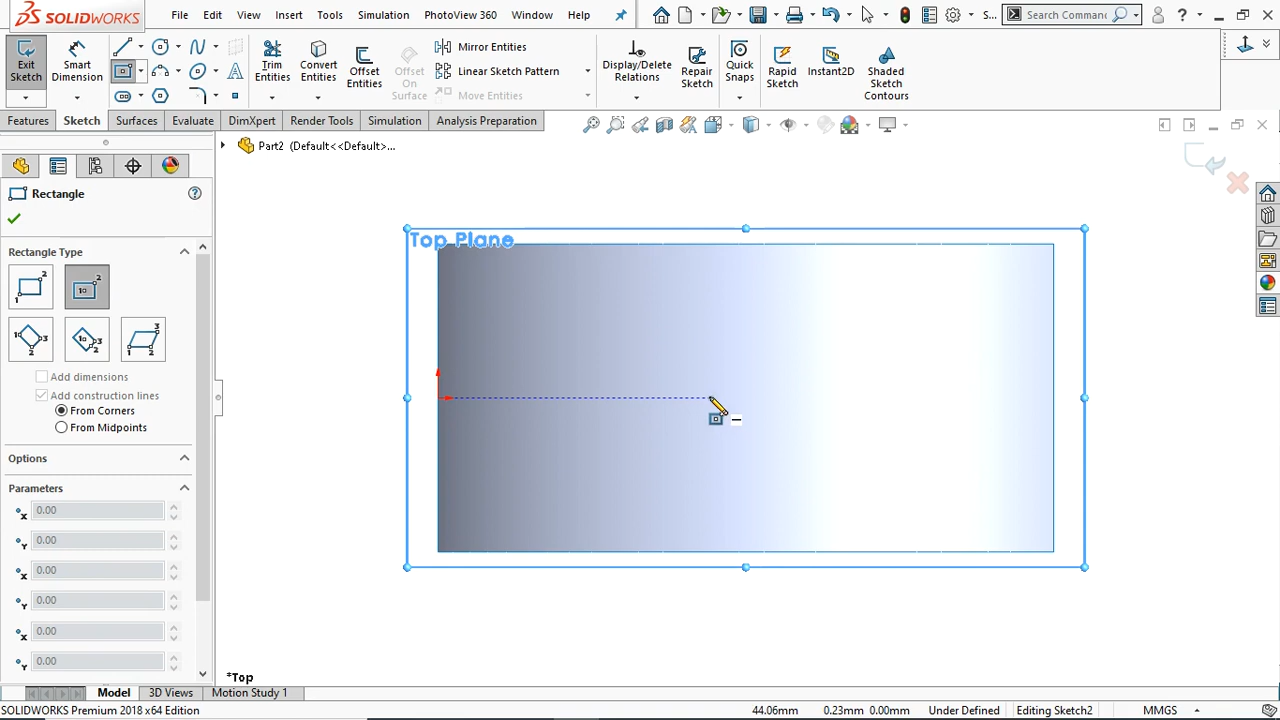 SOLIDWORKS File Edit View Insert Tools Simulation PhotoView 360 Window Help S... Search Comman
Exit Sketch
Smart Dimension
Trim Entities
Convert Entities
Offset Entities
Offset On Surface
Mirror Entities
Linear Sketch Pattern
Move Entities
Display/Delete Relations
Repair Sketch
Quick Snaps
Rapid Sketch
Instant2D
Shaded Sketch Contours
Features Sketch Surfaces Evaluate DimXpert Render Tools Simulation Analysis Preparation
Part2 (Default<<Default>...
Rectangle
Rectangle Type
Add dimensions
Add construction lines
From Corners
From Midpoints
Options
Parameters
0.00
0.00
0.00
0.00
0.00
0.00
Top Plane
*Top
Model 3D Views Motion Study 1
SOLIDWORKS Premium 2018 x64 Edition 44.06mm 0.23mm 0.00mm Under Defined Editing Sketch2 MMGS